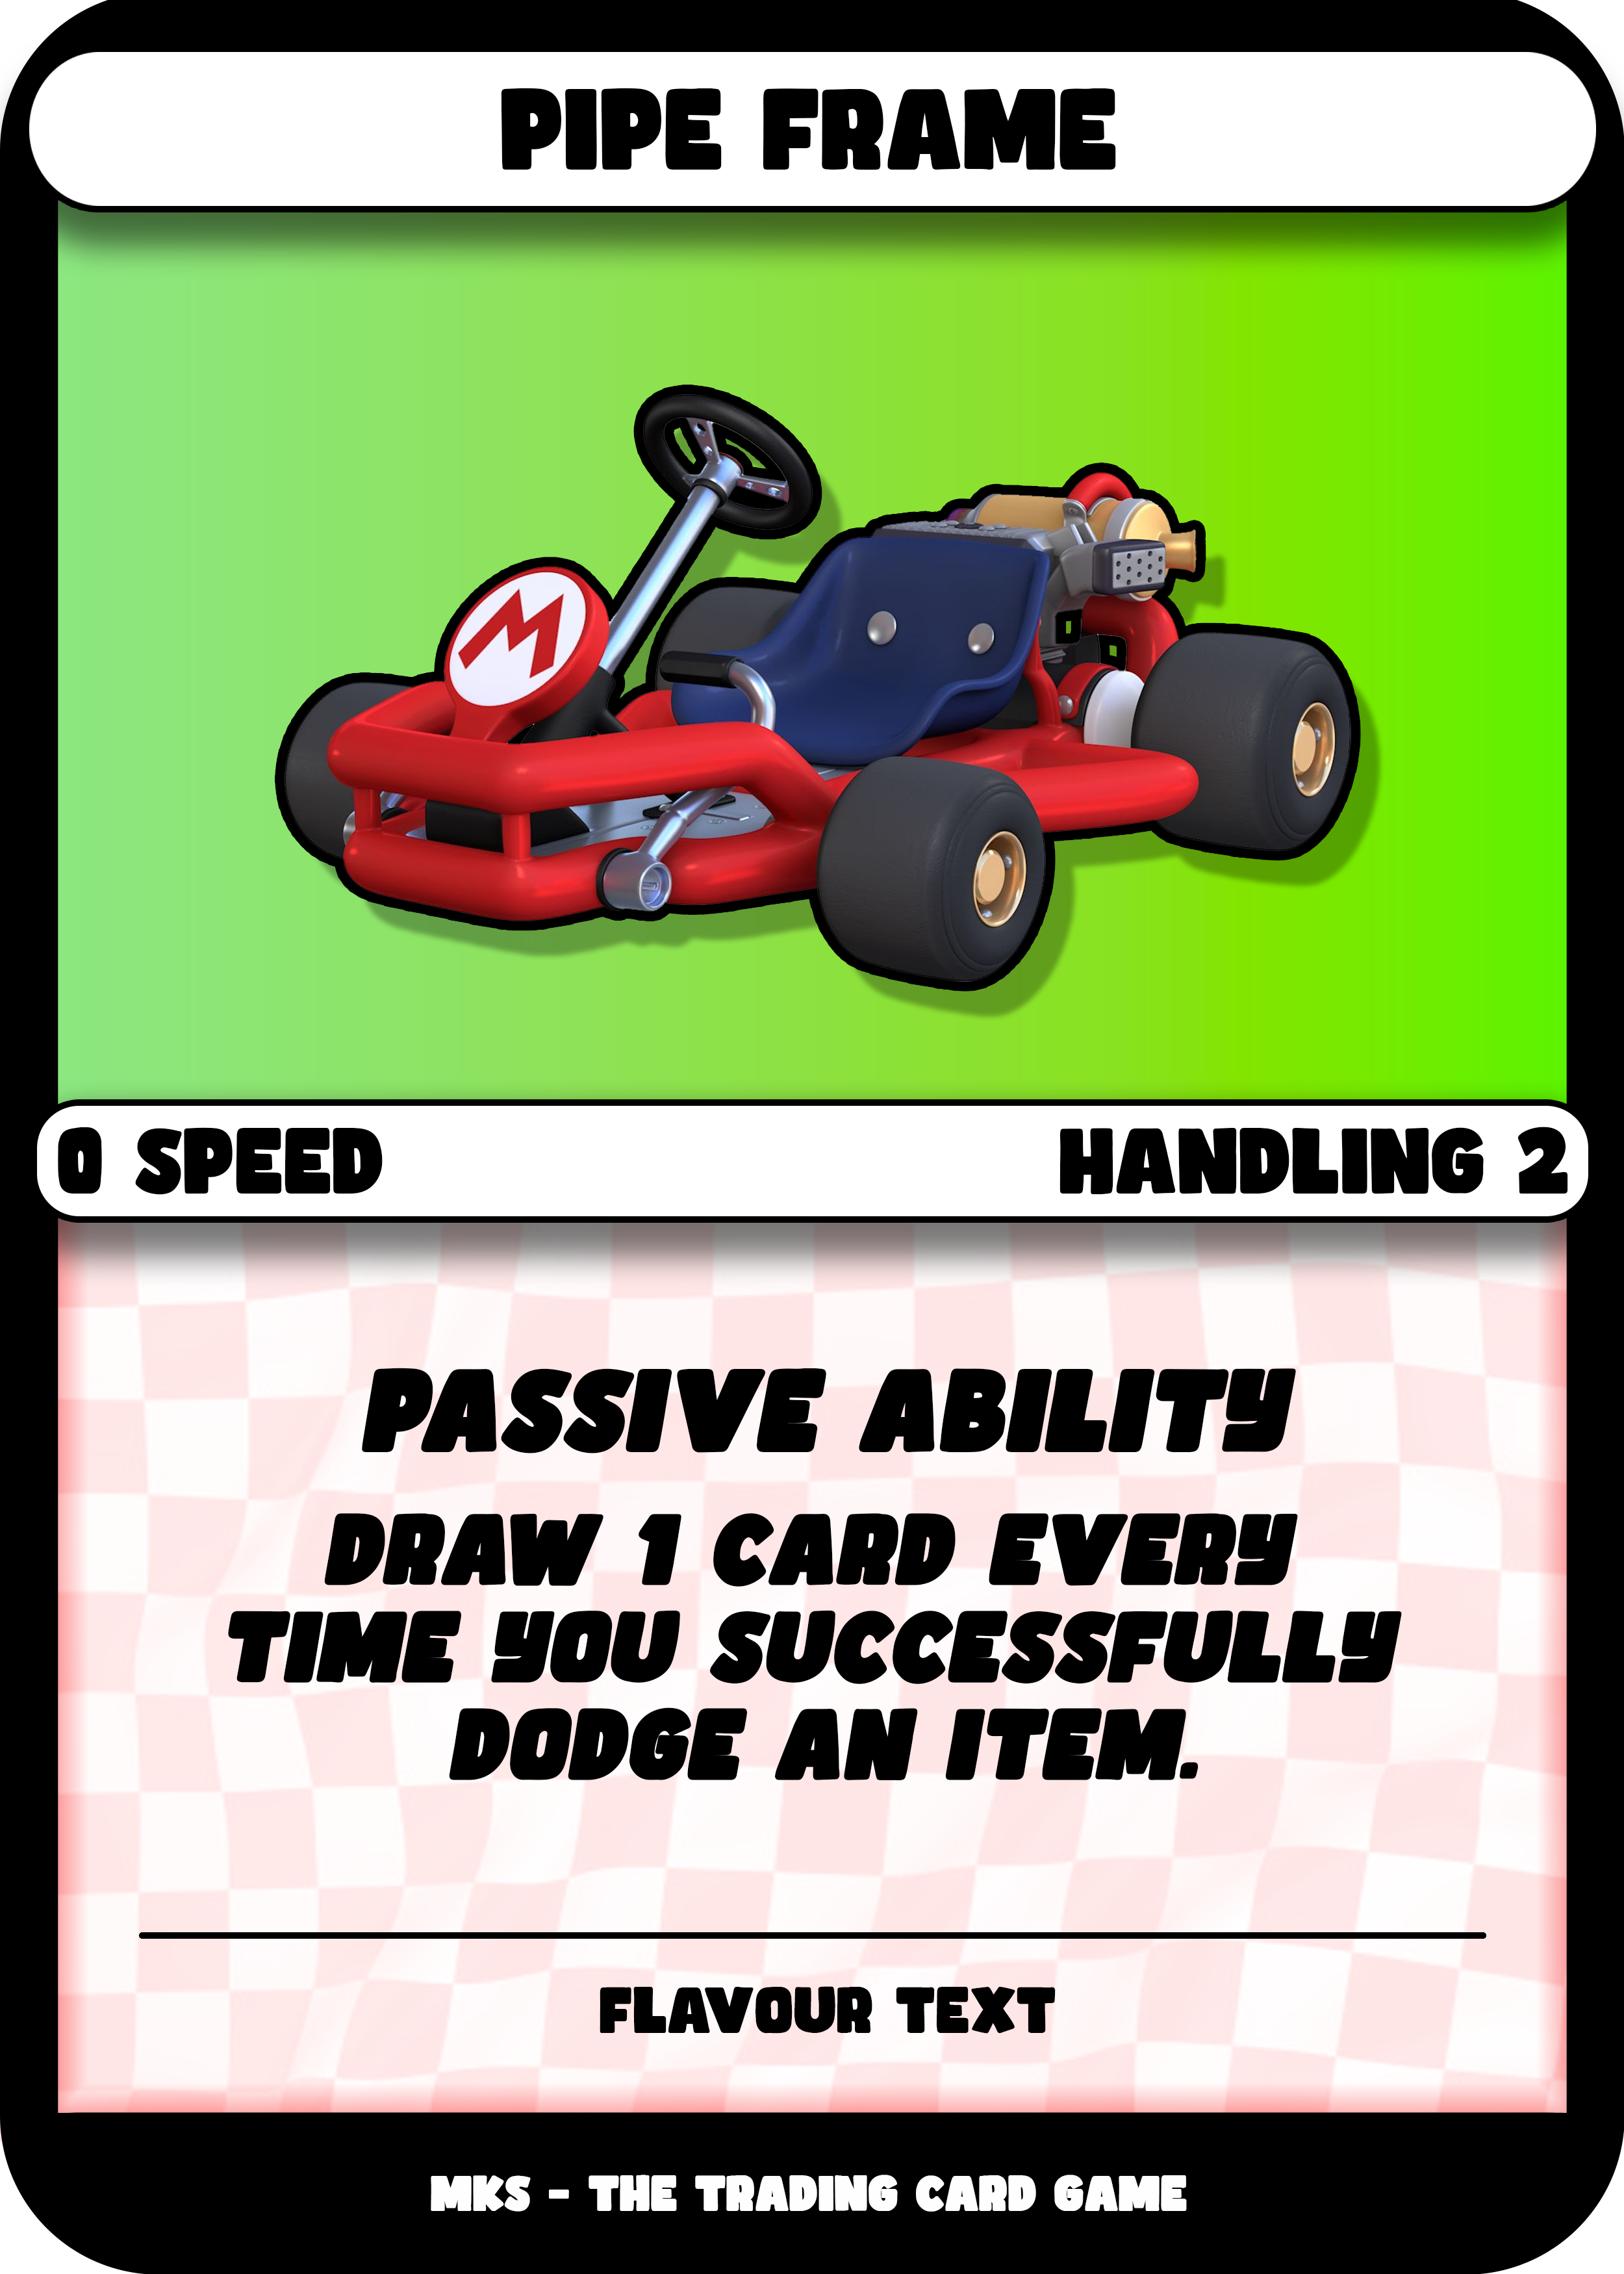 PIPE FRAME
M
0 SPEED HANDLING 2
PASSIVE ABILITY
DRAW 1 CARD EVERY
TIME YOU SUCCESSFULLY
DODGE AN ITEM.
FLAVOUR TEXT
MKS - THE TRADING CARD GAME